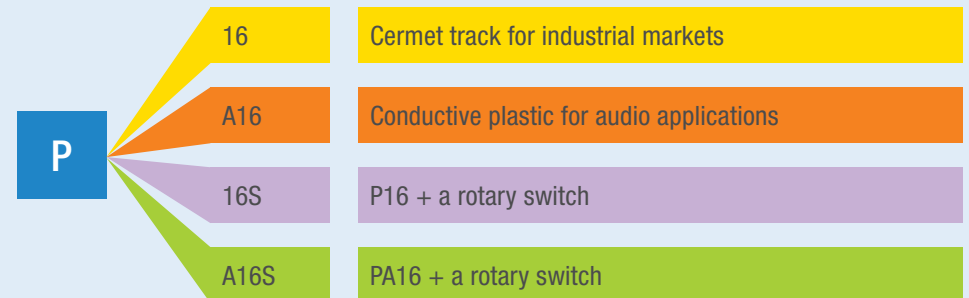 P
16 Cermet track for industrial markets
A16 Conductive plastic for audio applications
16S P16 + a rotary switch
A16S PA16 + a rotary switch